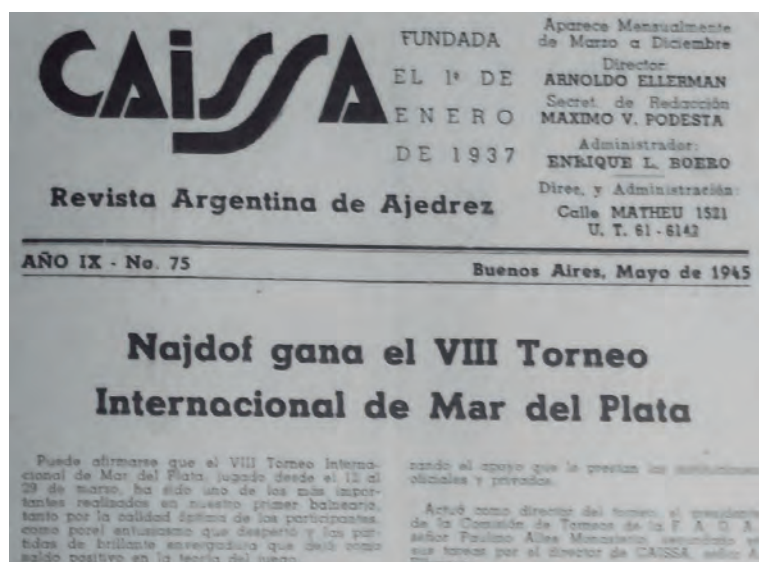 CAiSSA
FUNDADA
EL 1º DE
ENERO
DE 1937
Aparece Mensualmente
de Marzo a Diciembre
Director:
ARNOLDO ELLERMAN
Secret. de Redacción
MAXIMO V. PODESTA
Administrador:
ENRIQUE L. BOERO
Direc. y Administración:
Calle MATHEU 1521
U. T. 61 - 6142
Revista Argentina de Ajedrez
AÑO IX - No. 75
Buenos Aires, Mayo de 1945
Najdof gana el VIII Torneo
Internacional de Mar del Plata
Puede afirmarse que el VIII Torneo Interna-
cional de Mar del Plata, jugado desde el 12 al
29 de marzo, ha sido uno de los más impor-
tantes realizados en nuestro primer balneario,
tanto por la calidad óptima de los participantes,
como porel entusiasmo que despertó y las par-
tidas de brillante envergadura que dejó como
saldo positivo en la teoría del juego.
el apoyo que le prestan las instituciones
oficiales y privadas.
Actuó como director del torneo, el presidente
de la Comisión de Torneos de la F. A. D. A.
señor Paulino Alles Monasterio, secundado en
sus tareas por el director de CAISSA, señor A.